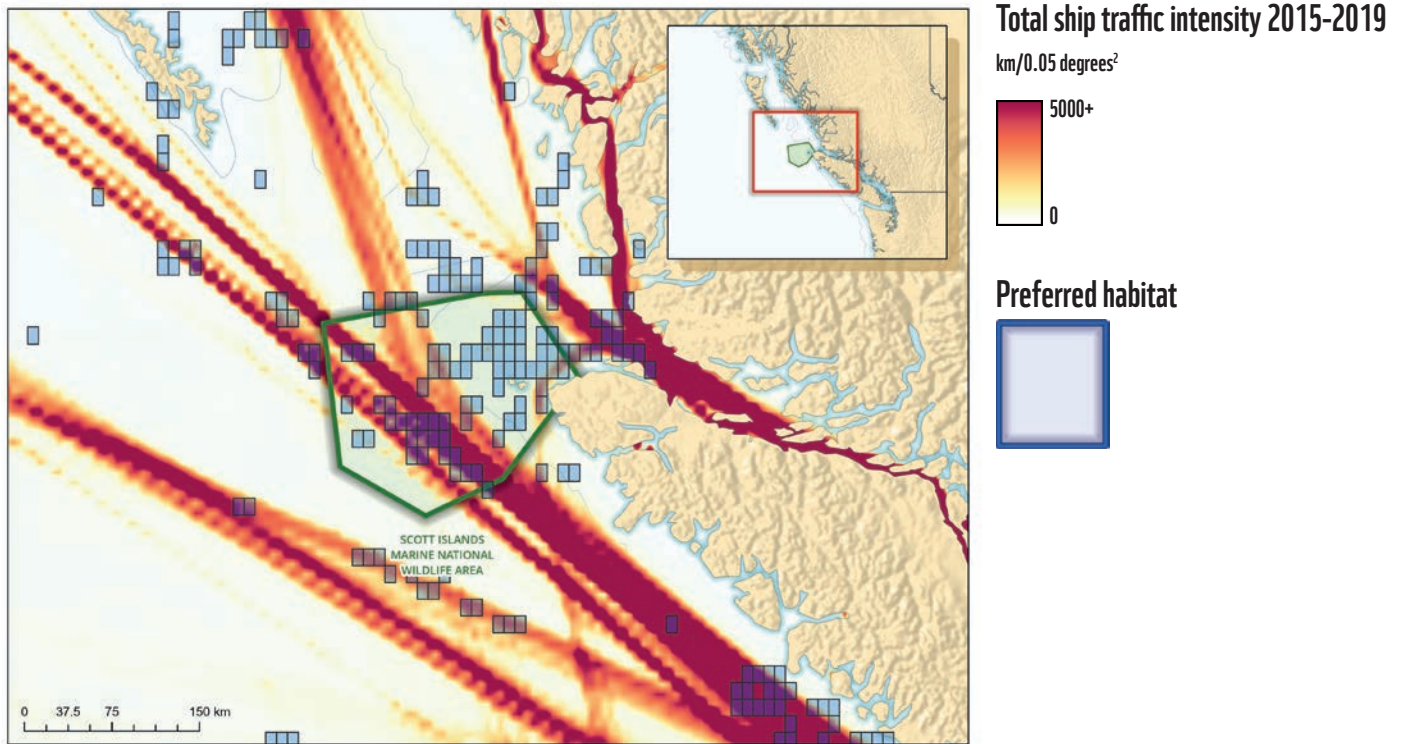 Total ship traffic intensity 2015-2019
km/0.05 degrees²
5000+
0
Preferred habitat
SCOTT ISLANDS
MARINE NATIONAL
WILDLIFE AREA
0 37.5 75 150 km